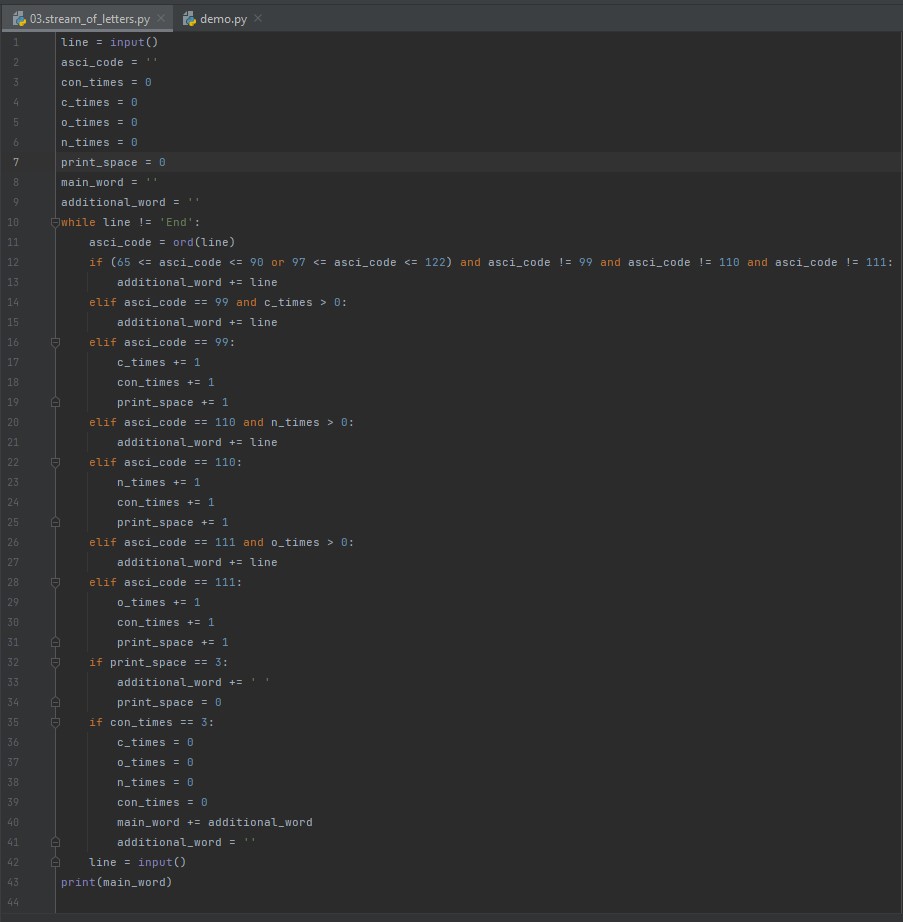 03.stream_of_letters.py demo.py
1 line = input()
2 asci_code = ''
3 con_times = 0
4 c_times = 0
5 o_times = 0
6 n_times = 0
7 print_space = 0
8 main_word = ''
9 additional_word = ''
10 while line != 'End':
11     asci_code = ord(line)
12     if (65 <= asci_code <= 90 or 97 <= asci_code <= 122) and asci_code != 99 and asci_code != 110 and asci_code != 111:
13         additional_word += line
14     elif asci_code == 99 and c_times > 0:
15         additional_word += line
16     elif asci_code == 99:
17         c_times += 1
18         con_times += 1
19         print_space += 1
20     elif asci_code == 110 and n_times > 0:
21         additional_word += line
22     elif asci_code == 110:
23         n_times += 1
24         con_times += 1
25         print_space += 1
26     elif asci_code == 111 and o_times > 0:
27         additional_word += line
28     elif asci_code == 111:
29         o_times += 1
30         con_times += 1
31         print_space += 1
32     if print_space == 3:
33         additional_word += ' '
34         print_space = 0
35     if con_times == 3:
36         c_times = 0
37         o_times = 0
38         n_times = 0
39         con_times = 0
40         main_word += additional_word
41         additional_word = ''
42     line = input()
43 print(main_word)
44